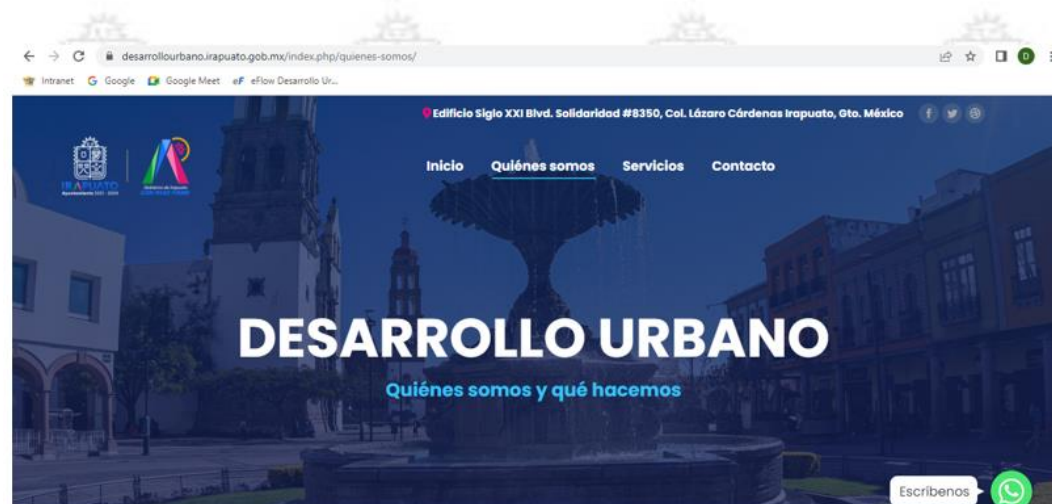 desarrollourbano.irapuato.gob.mx/index.php/quienes-somos/
D
Intranet G Google Google Meet eF eFlow Desarrollo Ur...
Edificio Siglo XXI Blvd. Solidaridad #8350, Col. Lázaro Cárdenas Irapuato, Gto. México
Inicio Quiénes somos Servicios Contacto
IRAPUATO
DESARROLLO URBANO
Quiénes somos y qué hacemos
Escríbenos